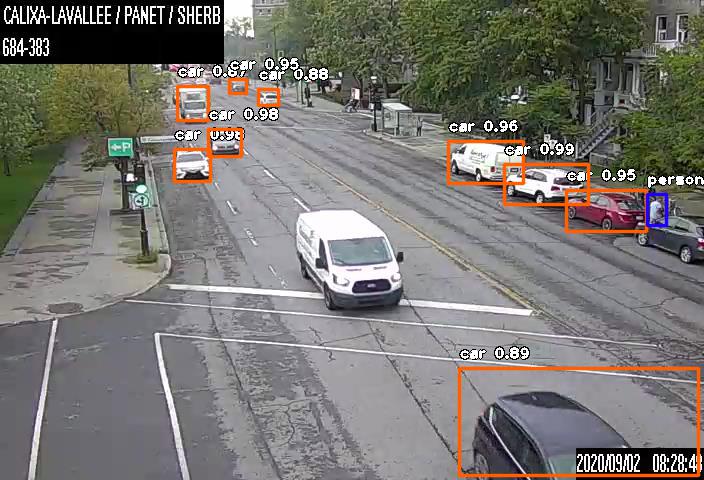 CALIXA-LAVALLEE / PANET / SHERB
684-383
car 0.87
car 0.95
car 0.88
car 0.98
car 0.98
car 0.96
car 0.99
car 0.95
person
P
car 0.89
2020/09/02 08:28:43